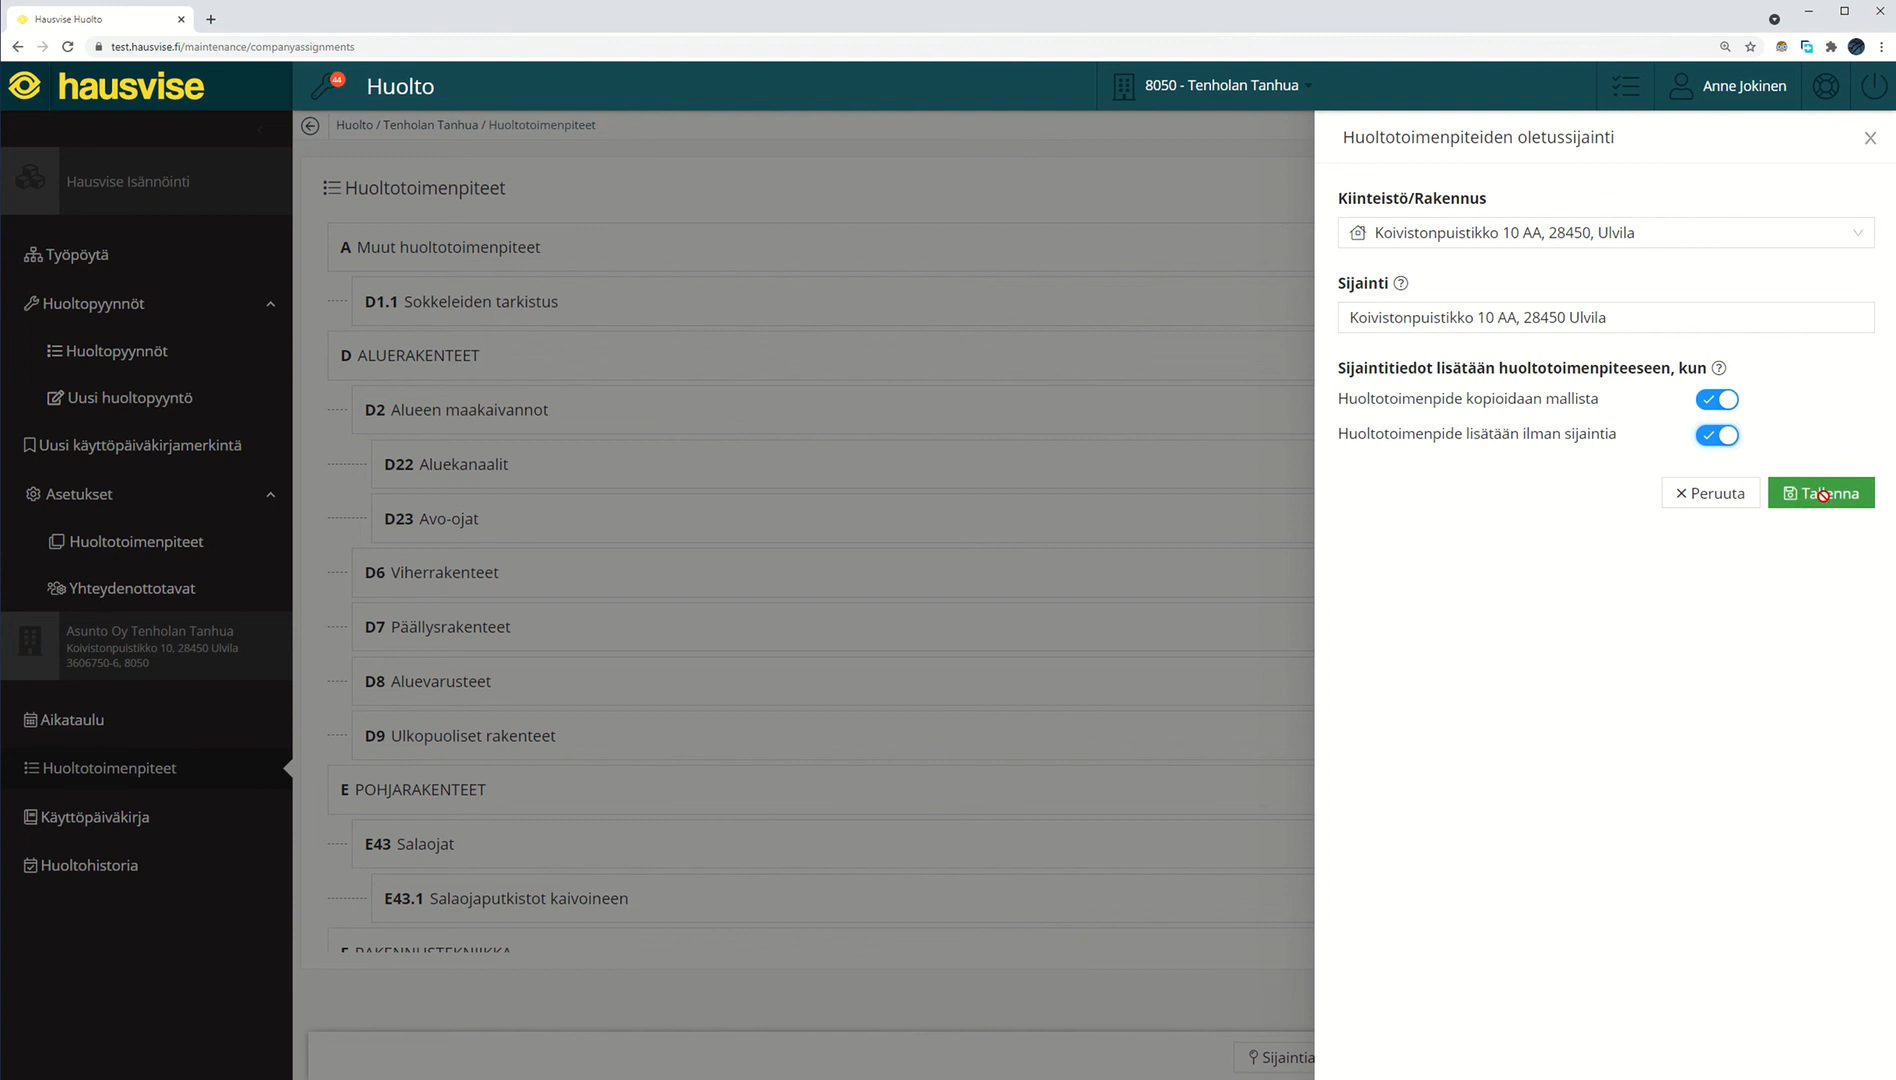 Hausvise Huolto
test.hausvise.fi/maintenance/companyassignments
hausvise
44
Huolto
8050 - Tenholan Tanhua
Anne Jokinen
Huolto / Tenholan Tanhua / Huoltotoimenpiteet
Hausvise Isännöinti
Työpöytä
Huoltopyynnöt
Huoltopyynnöt
Uusi huoltopyyntö
Uusi käyttöpäiväkirjamerkintä
Asetukset
Huoltotoimenpiteet
Yhteydenottotavat
Asunto Oy Tenholan Tanhua
Koivistonpuistikko 10, 28450 Ulvila
3606750-6, 8050
Aikataulu
Huoltotoimenpiteet
Käyttöpäiväkirja
Huoltohistoria
Huoltotoimenpiteet
A Muut huoltotoimenpiteet
D1.1 Sokkeleiden tarkistus
D ALUERAKENTEET
D2 Alueen maakaivannot
D22 Aluekanaalit
D23 Avo-ojat
D6 Viherrakenteet
D7 Päällysrakenteet
D8 Aluevarusteet
D9 Ulkopuoliset rakenteet
E POHJARAKENTEET
E43 Salaojat
E43.1 Salaojaputkistot kaivoineen
F RAKENNUSTEKNIIKKA
Sijaintia
Huoltotoimenpiteiden oletussijainti
Kiinteistö/Rakennus
Koivistonpuistikko 10 AA, 28450, Ulvila
Sijainti
Koivistonpuistikko 10 AA, 28450 Ulvila
Sijaintitiedot lisätään huoltotoimenpiteeseen, kun
Huoltotoimenpide kopioidaan mallista
Huoltotoimenpide lisätään ilman sijaintia
Peruuta
Tallenna